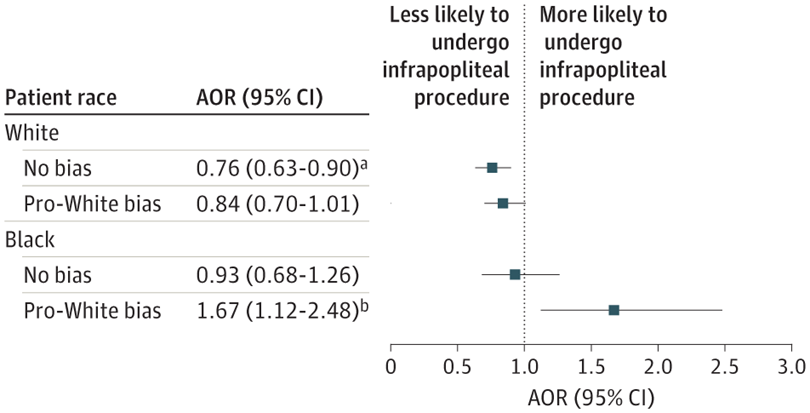 Less likely to
undergo
infrapopliteal
procedure
More likely to
undergo
infrapopliteal
procedure
Patient race AOR (95% CI)
White
No bias 0.76 (0.63-0.90)a
Pro-White bias 0.84 (0.70-1.01)
Black
No bias 0.93 (0.68-1.26)
Pro-White bias 1.67 (1.12-2.48)b
0 0.5 1.0 1.5 2.0 2.5 3.0
AOR (95% CI)